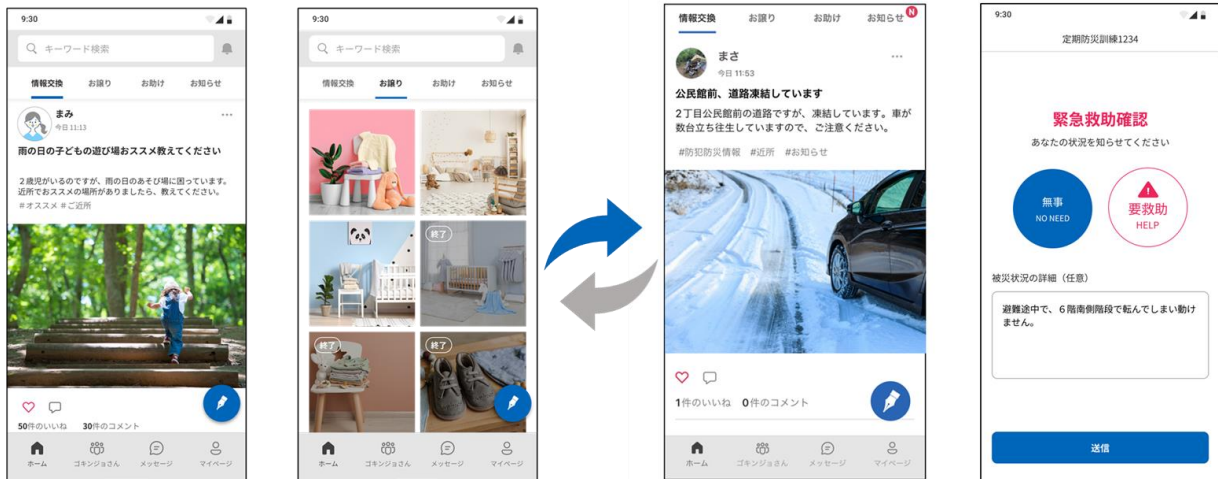 9:30
キーワード検索
情報交換 お譲り お助け お知らせ
まみ
今日 11:13
雨の日の子どもの遊び場おススメ教えてください
２歳児がいるのですが、雨の日のあそび場に困っています。
近所でおススメの場所がありましたら、教えてください。
#オススメ #ご近所
50件のいいね 30件のコメント
ホーム ゴキンジョさん メッセージ マイページ
9:30
キーワード検索
情報交換 お譲り お助け お知らせ
終了
終了 終了
ホーム ゴキンジョさん メッセージ マイページ
情報交換 お譲り お助け お知らせ N
まさ
今日 11:53
公民館前、道路凍結しています
２丁目公民館前の道路ですが、凍結しています。車が
数台立ち往生していますので、ご注意ください。
#防犯防災情報 #近所 #お知らせ
1件のいいね 0件のコメント
ホーム ゴキンジョさん メッセージ マイページ
9:30
定期防災訓練1234
緊急救助確認
あなたの状況を知らせてください
無事
NO NEED
要救助
HELP
被災状況の詳細（任意）
避難途中で、６階南側階段で転んでしまい動け
ません。
送信